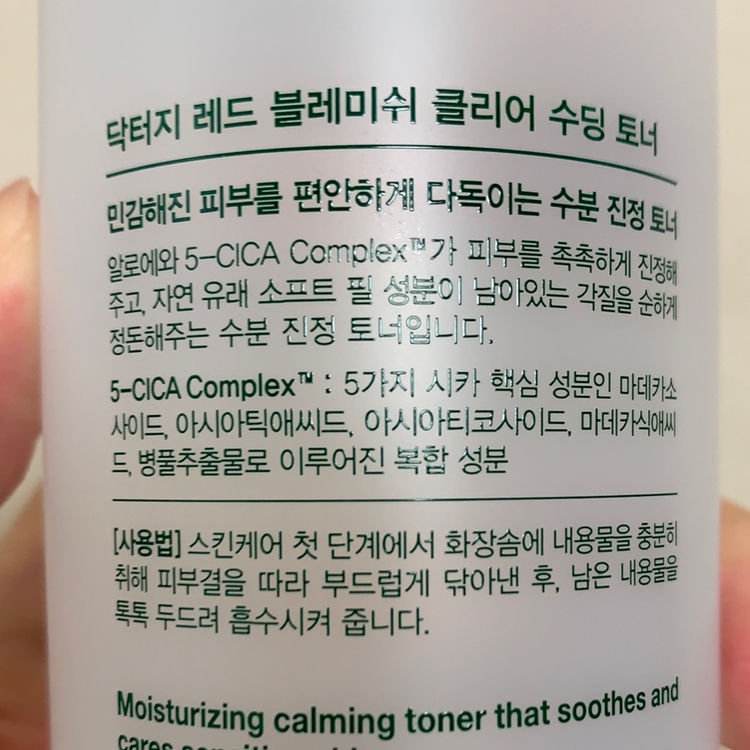 닥터지 레드 블레미쉬 클리어 수딩 토너
민감해진 피부를 편안하게 다독이는 수분 진정 토너
알로에와 5-CICA Complex™가 피부를 촉촉하게 진정해
주고, 자연 유래 소프트 필 성분이 남아있는 각질을 순하게
정돈해주는 수분 진정 토너입니다.
5-CICA Complex™ : 5가지 시카 핵심 성분인 마데카소
사이드, 아시아틱애씨드, 아시아티코사이드, 마데카식애씨
드, 병풀추출물로 이루어진 복합 성분
[사용법] 스킨케어 첫 단계에서 화장솜에 내용물을 충분히
취해 피부결을 따라 부드럽게 닦아낸 후, 남은 내용물을
톡톡 두드려 흡수시켜 줍니다.
Moisturizing calming toner that soothes and
cares